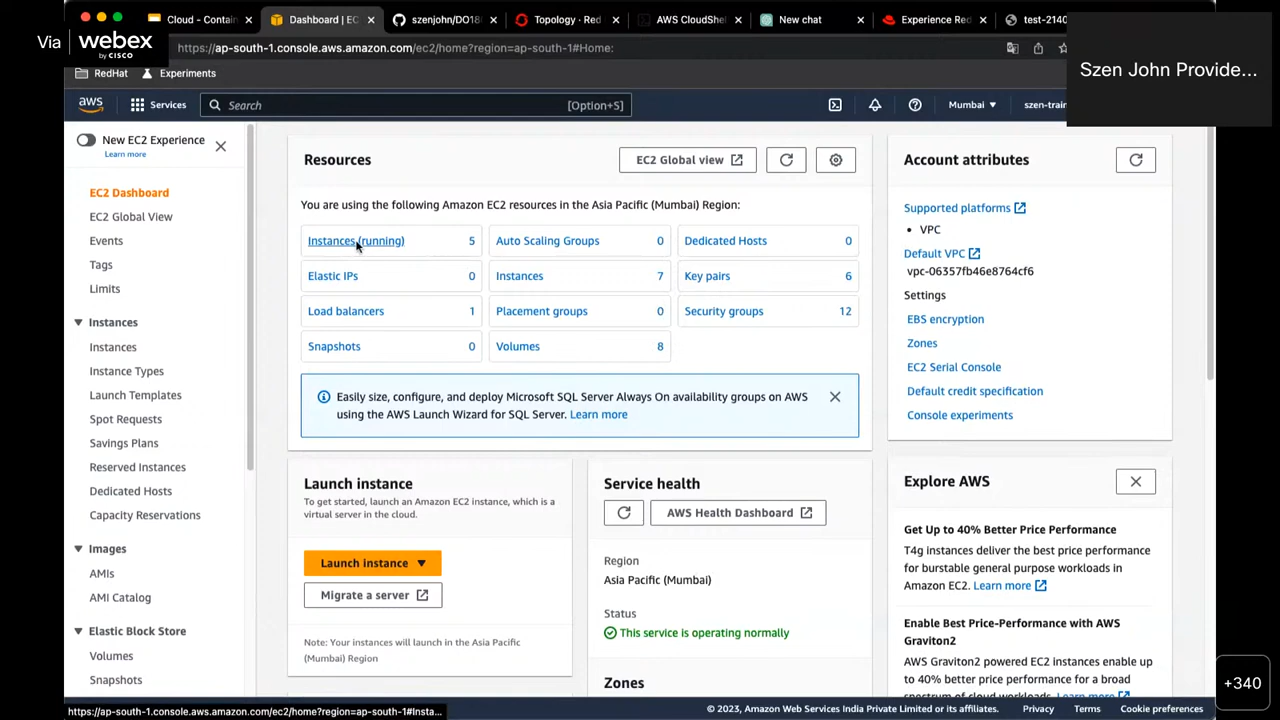 Via webex
by CISCO
Cloud - Contain
Dashboard | EC
szenjohn/DO18
Topology · Red
AWS CloudShel
New chat
Experience Red
test-2140
https://ap-south-1.console.aws.amazon.com/ec2/home?region=ap-south-1#Home:
RedHat
Experiments
Szen John Provide...
aws
Services
Search
[Option+S]
Mumbai
szen-train
New EC2 Experience
Learn more
EC2 Dashboard
EC2 Global View
Events
Tags
Limits
Instances
Instances
Instance Types
Launch Templates
Spot Requests
Savings Plans
Reserved Instances
Dedicated Hosts
Capacity Reservations
Images
AMIs
AMI Catalog
Elastic Block Store
Volumes
Snapshots
Resources
EC2 Global view
You are using the following Amazon EC2 resources in the Asia Pacific (Mumbai) Region:
Instances (running) 5
Auto Scaling Groups 0
Dedicated Hosts 0
Elastic IPs 0
Instances 7
Key pairs 6
Load balancers 1
Placement groups 0
Security groups 12
Snapshots 0
Volumes 8
Easily size, configure, and deploy Microsoft SQL Server Always On availability groups on AWS
using the AWS Launch Wizard for SQL Server. Learn more
Launch instance
To get started, launch an Amazon EC2 instance, which is a
virtual server in the cloud.
Launch instance
Migrate a server
Note: Your instances will launch in the Asia Pacific
(Mumbai) Region
Service health
AWS Health Dashboard
Region
Asia Pacific (Mumbai)
Status
This service is operating normally
Zones
Account attributes
Supported platforms
• VPC
Default VPC
vpc-06357fb46e8764cf6
Settings
EBS encryption
Zones
EC2 Serial Console
Default credit specification
Console experiments
Explore AWS
Get Up to 40% Better Price Performance
T4g instances deliver the best price performance
for burstable general purpose workloads in
Amazon EC2. Learn more
Enable Best Price-Performance with AWS
Graviton2
AWS Graviton2 powered EC2 instances enable up
to 40% better price performance for a broad
spectrum of cloud workloads. Learn more
+340
https://ap-south-1.console.aws.amazon.com/ec2/home?region=ap-south-1#Insta...
© 2023, Amazon Web Services India Private Limited or its affiliates.
Privacy
Terms
Cookie preferences